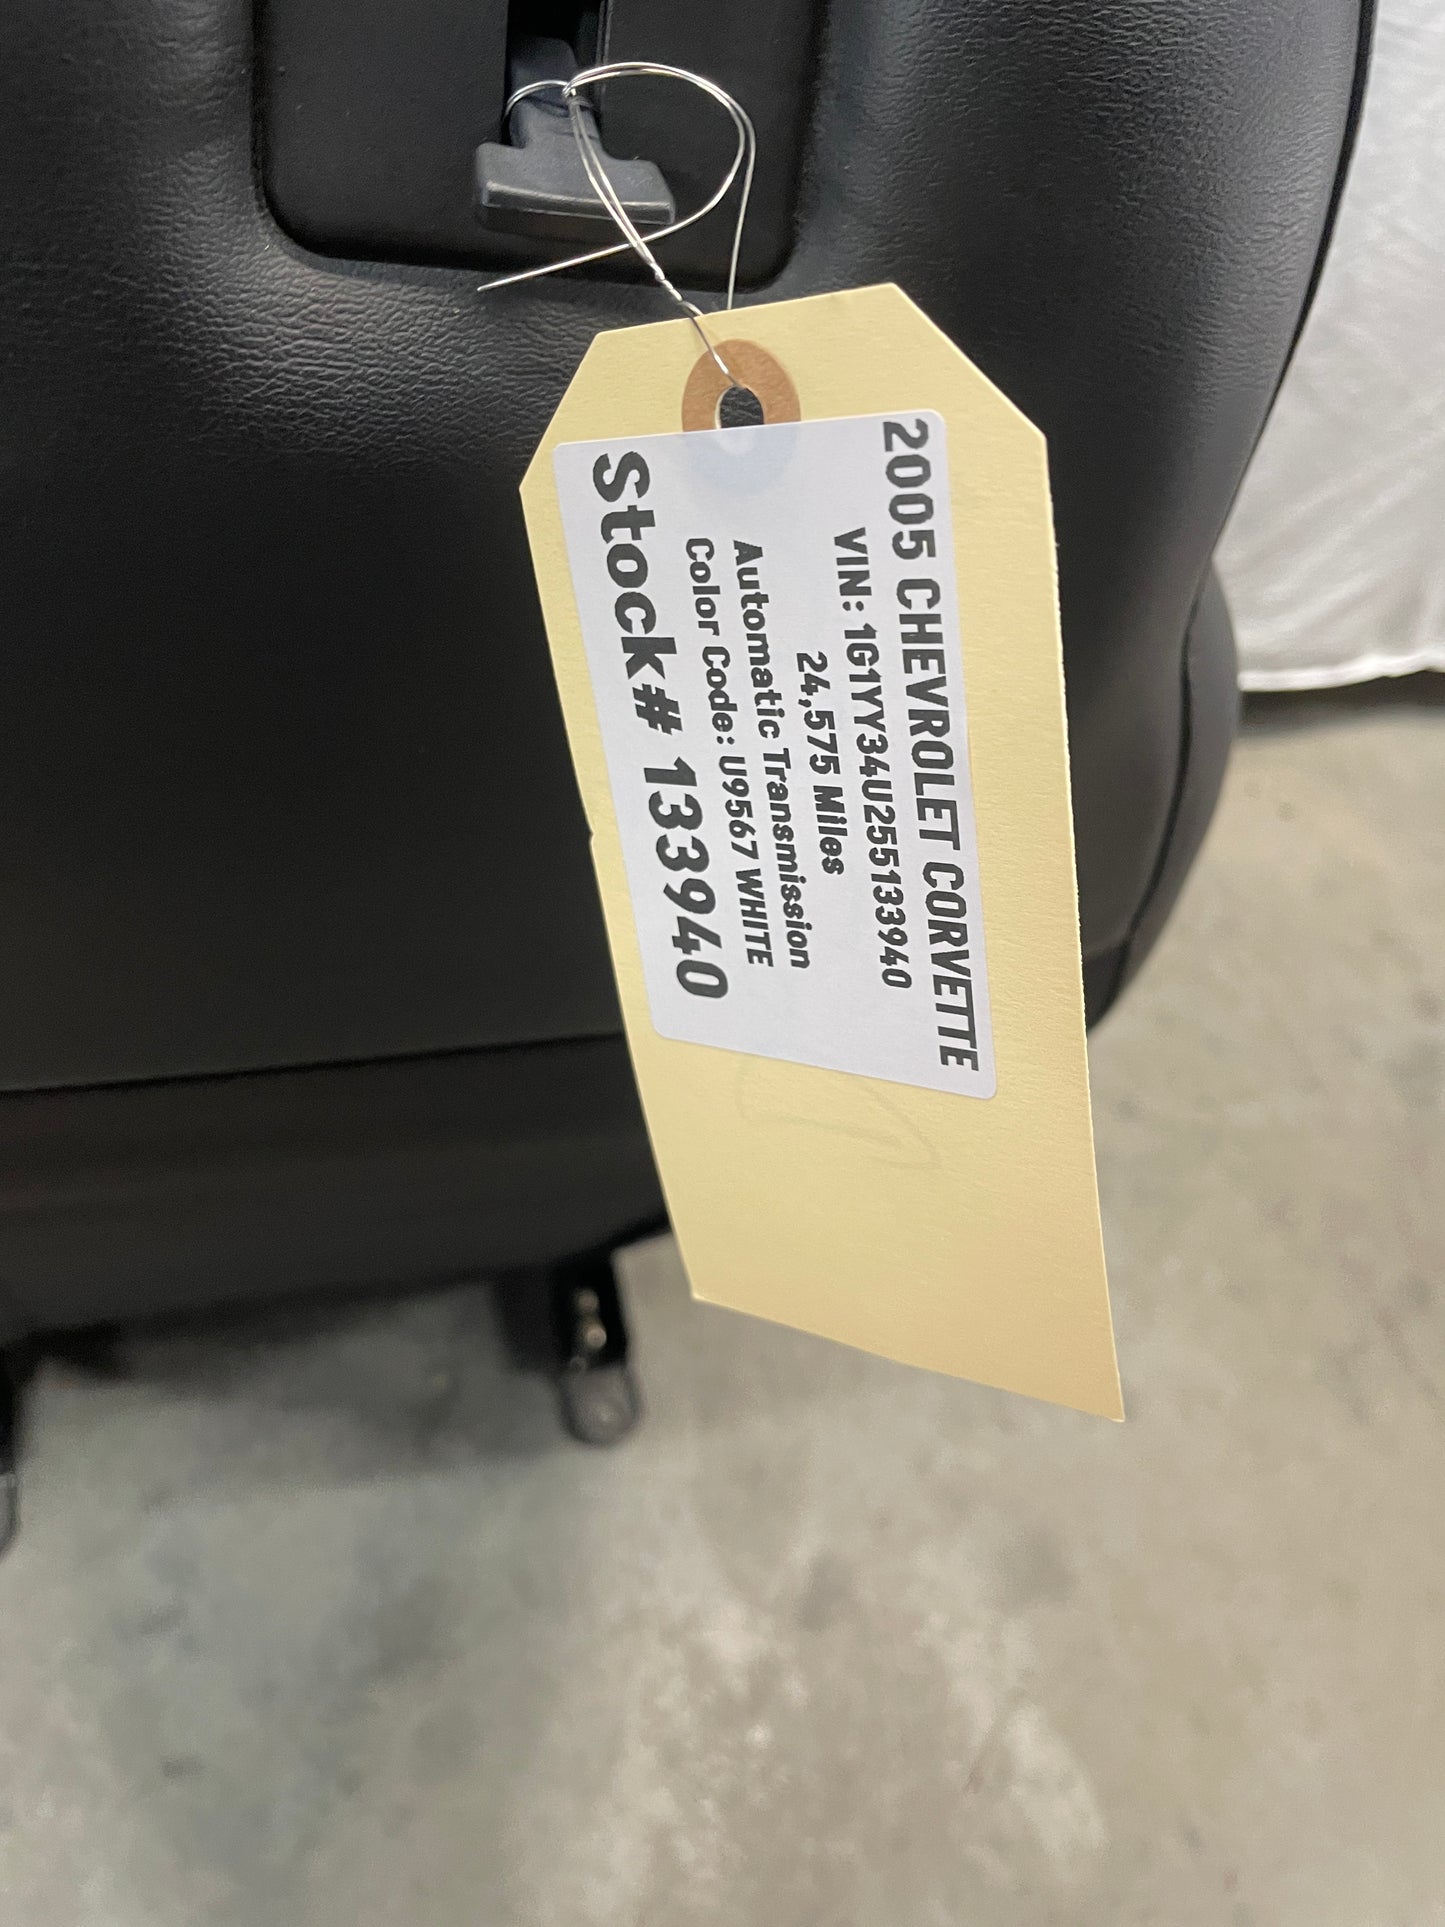 2005 CHEVROLET CORVETTE
VIN: 1G1YY34U255133940
24,575 Miles
Automatic Transmission
Color Code: U9567 WHITE
Stock# 133940